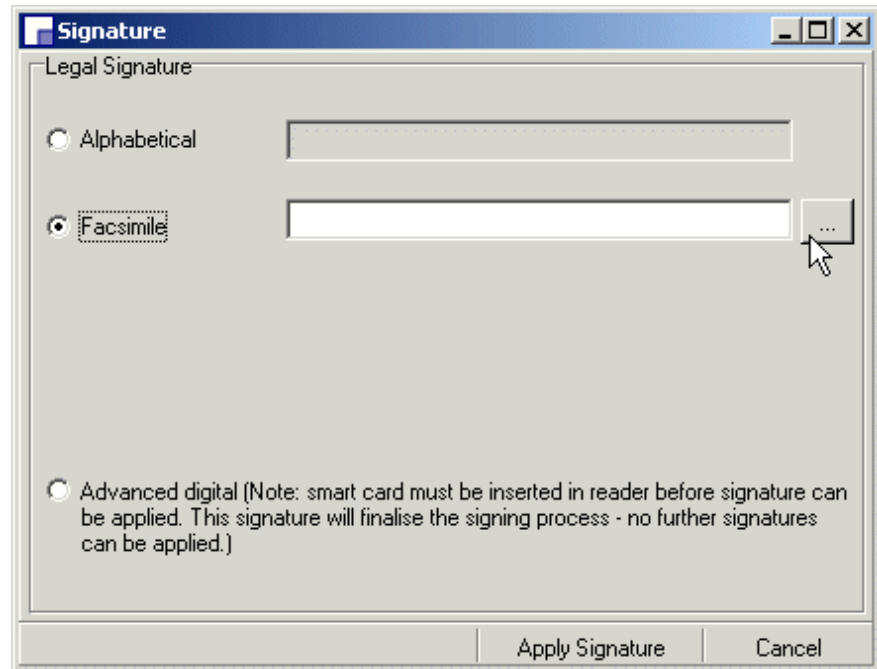 Signature
Legal Signature
Alphabetical
Facsimile
...
Advanced digital (Note: smart card must be inserted in reader before signature can
be applied. This signature will finalise the signing process - no further signatures
can be applied.)
Apply Signature
Cancel